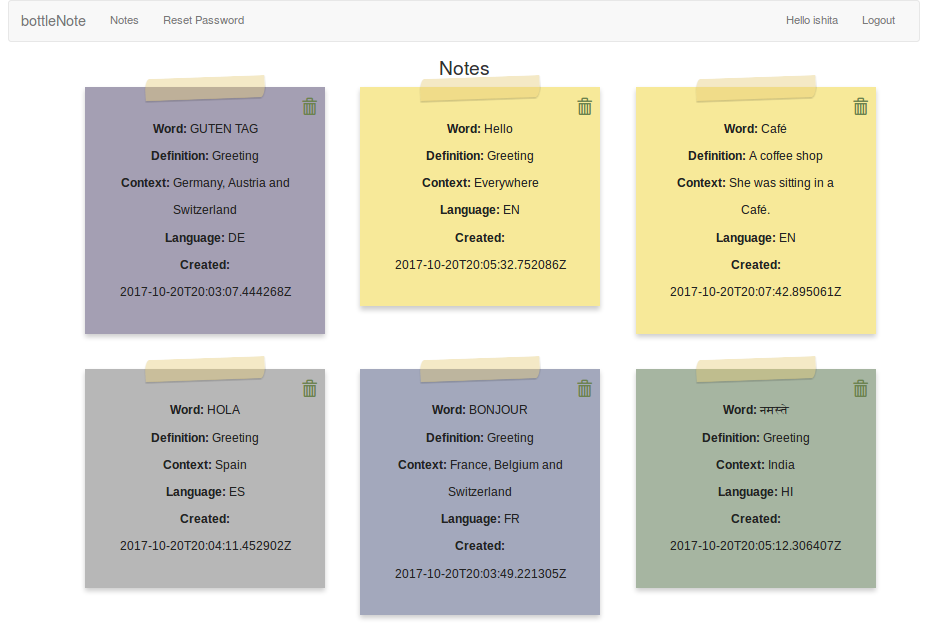 bottleNote Notes Reset Password Hello ishita Logout
Notes
Word: GUTEN TAG
Definition: Greeting
Context: Germany, Austria and
Switzerland
Language: DE
Created:
2017-10-20T20:03:07.444268Z
Word: Hello
Definition: Greeting
Context: Everywhere
Language: EN
Created:
2017-10-20T20:05:32.752086Z
Word: Café
Definition: A coffee shop
Context: She was sitting in a
Café.
Language: EN
Created:
2017-10-20T20:07:42.895061Z
Word: HOLA
Definition: Greeting
Context: Spain
Language: ES
Created:
2017-10-20T20:04:11.452902Z
Word: BONJOUR
Definition: Greeting
Context: France, Belgium and
Switzerland
Language: FR
Created:
2017-10-20T20:03:49.221305Z
Word: नमस्ते
Definition: Greeting
Context: India
Language: HI
Created:
2017-10-20T20:05:12.306407Z